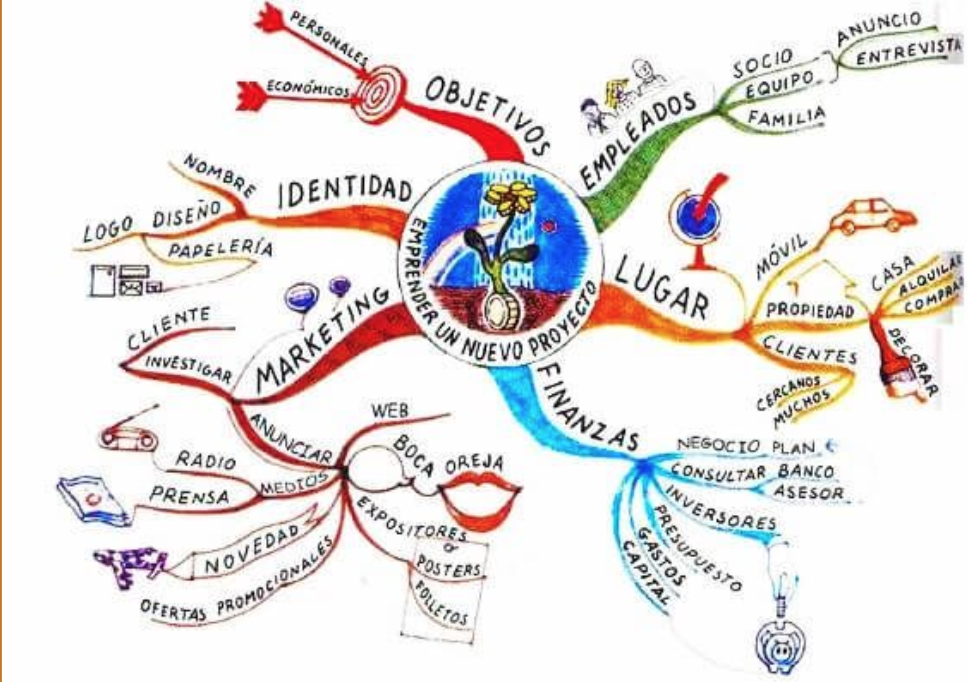 EMPRENDER UN NUEVO PROYECTO
OBJETIVOS
PERSONALES
ECONÓMICOS
EMPLEADOS
SOCIO
EQUIPO
FAMILIA
ANUNCIO
ENTREVISTA
IDENTIDAD
NOMBRE
DISEÑO
LOGO
PAPELERÍA
LUGAR
MÓVIL
PROPIEDAD
CASA
ALQUILAR
COMPRAR
DECORAR
CLIENTES
CERCANOS
MUCHOS
MARKETING
CLIENTE
INVESTIGAR
ANUNCIAR
WEB
BOCA OREJA
MEDIOS
RADIO
PRENSA
NOVEDAD
OFERTAS PROMOCIONALES
EXPOSITORES
O
POSTERS
FOLLETOS
FINANZAS
NEGOCIO PLAN
CONSULTAR BANCO
ASESOR
INVERSORES
PRESUPUESTO
GASTOS
CAPITAL